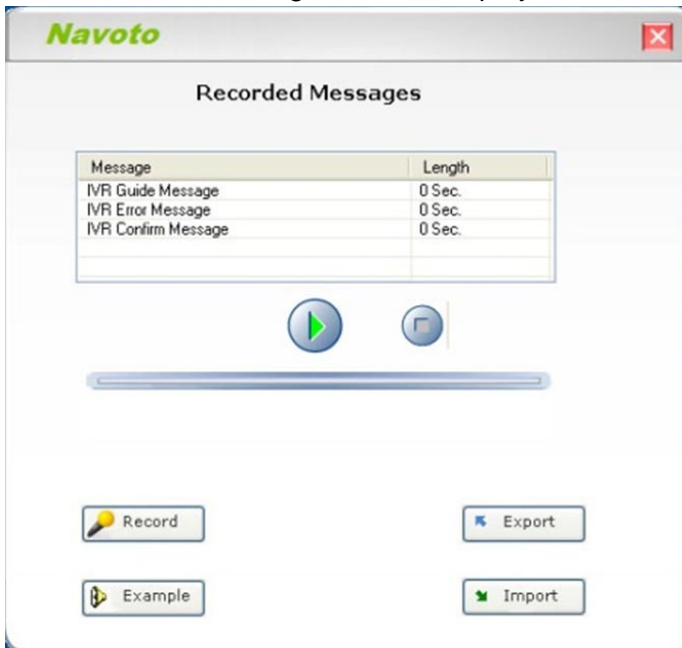 Navoto
Recorded Messages
Message Length
IVR Guide Message 0 Sec.
IVR Error Message 0 Sec.
IVR Confirm Message 0 Sec.
Record Export
Example Import